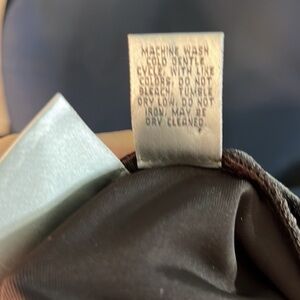 MACHINE WASH
COLD GENTLE
CYCLE, WITH LIKE
COLORS. DO NOT
BLEACH, TUMBLE
DRY LOW, DO NOT
IRON, MAY BE
DRY CLEANED.